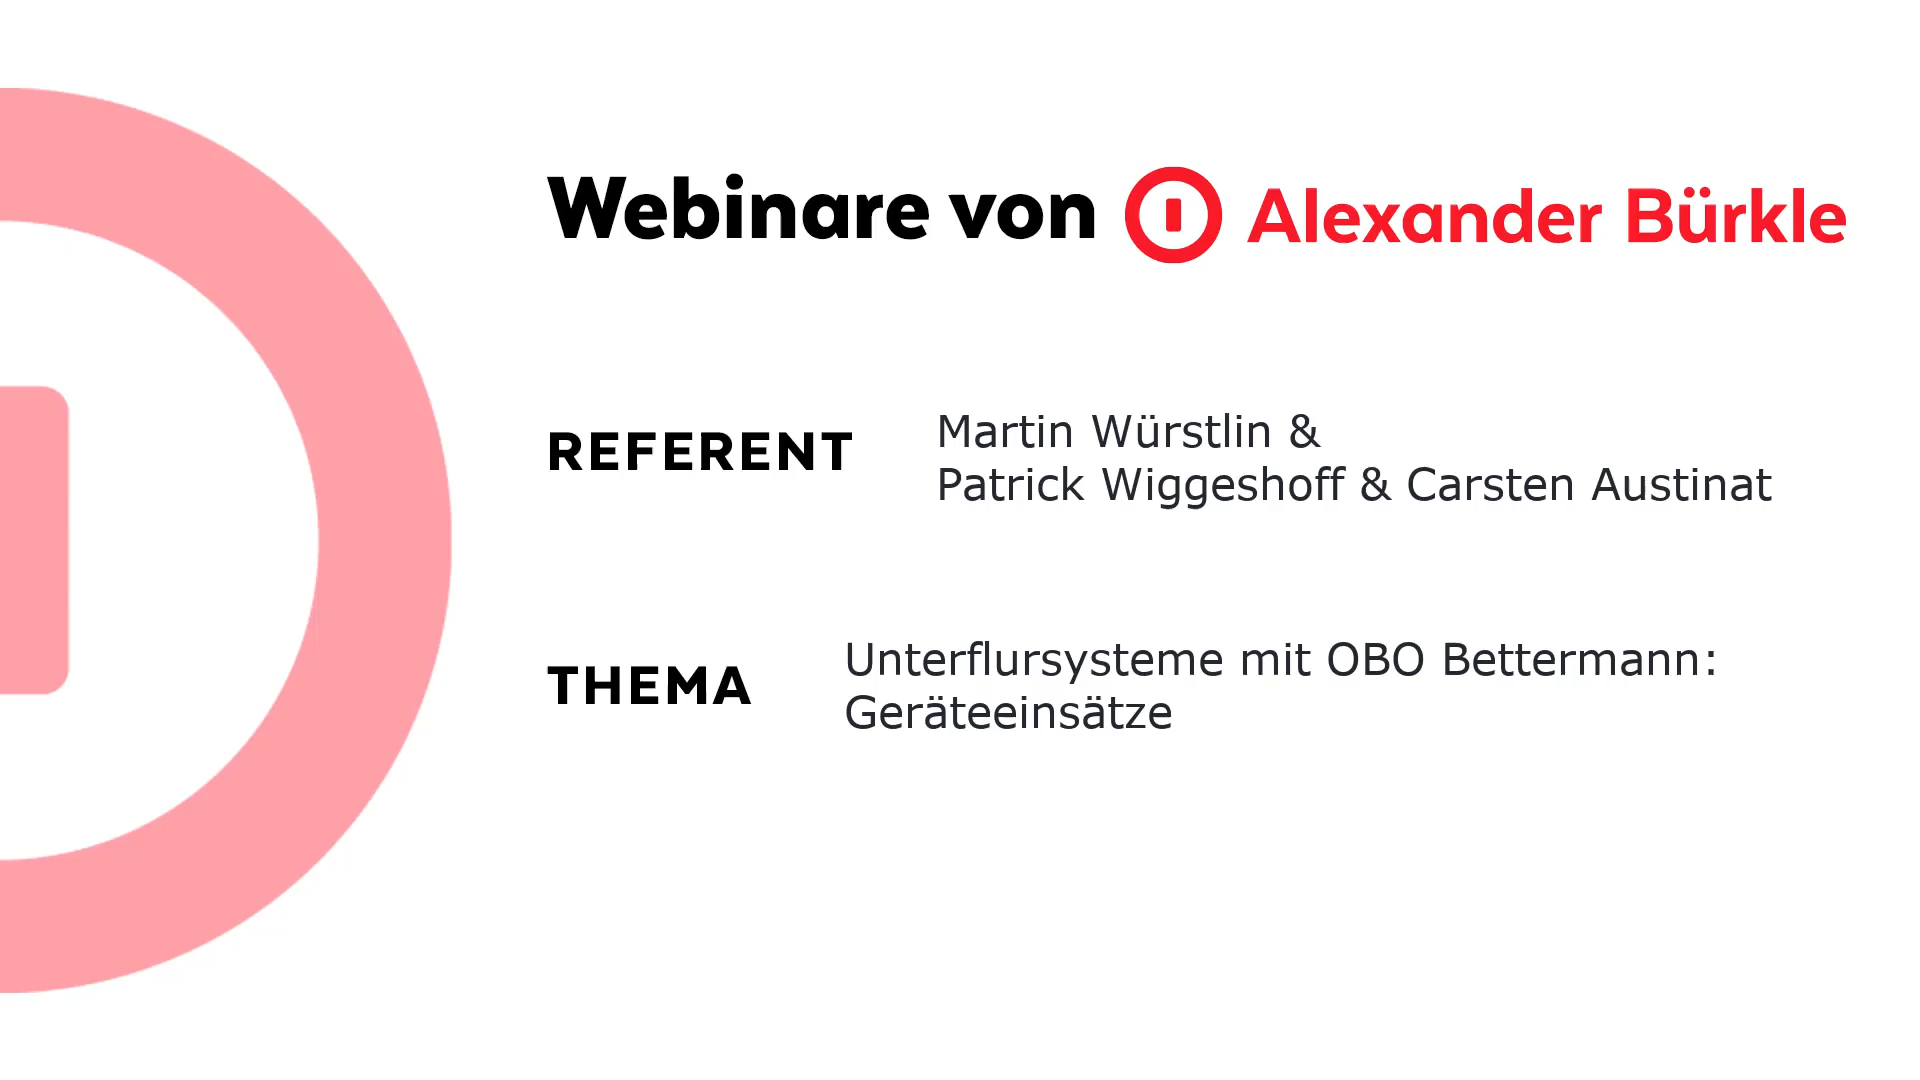 Webinare von Alexander Bürkle
REFERENT
Martin Würstlin &
Patrick Wiggeshoff & Carsten Austinat
THEMA
Unterflursysteme mit OBO Bettermann:
Geräteeinsätze